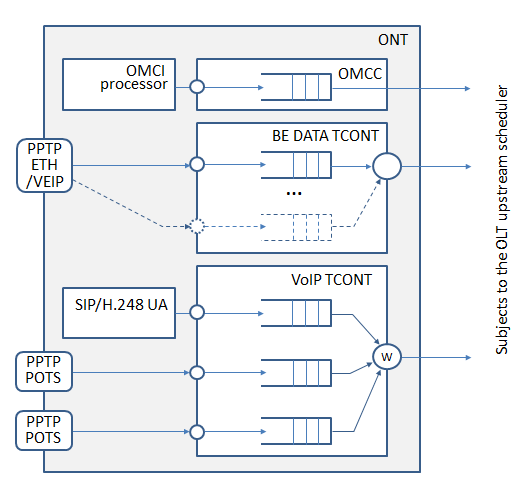 ONT
OMCI
processor
OMCC
BE DATA TCONT
PPTP
ETH
/VEIP
...
VoIP TCONT
SIP/H.248 UA
W
PPTP
POTS
PPTP
POTS
Subjects to the OLT upstream scheduler